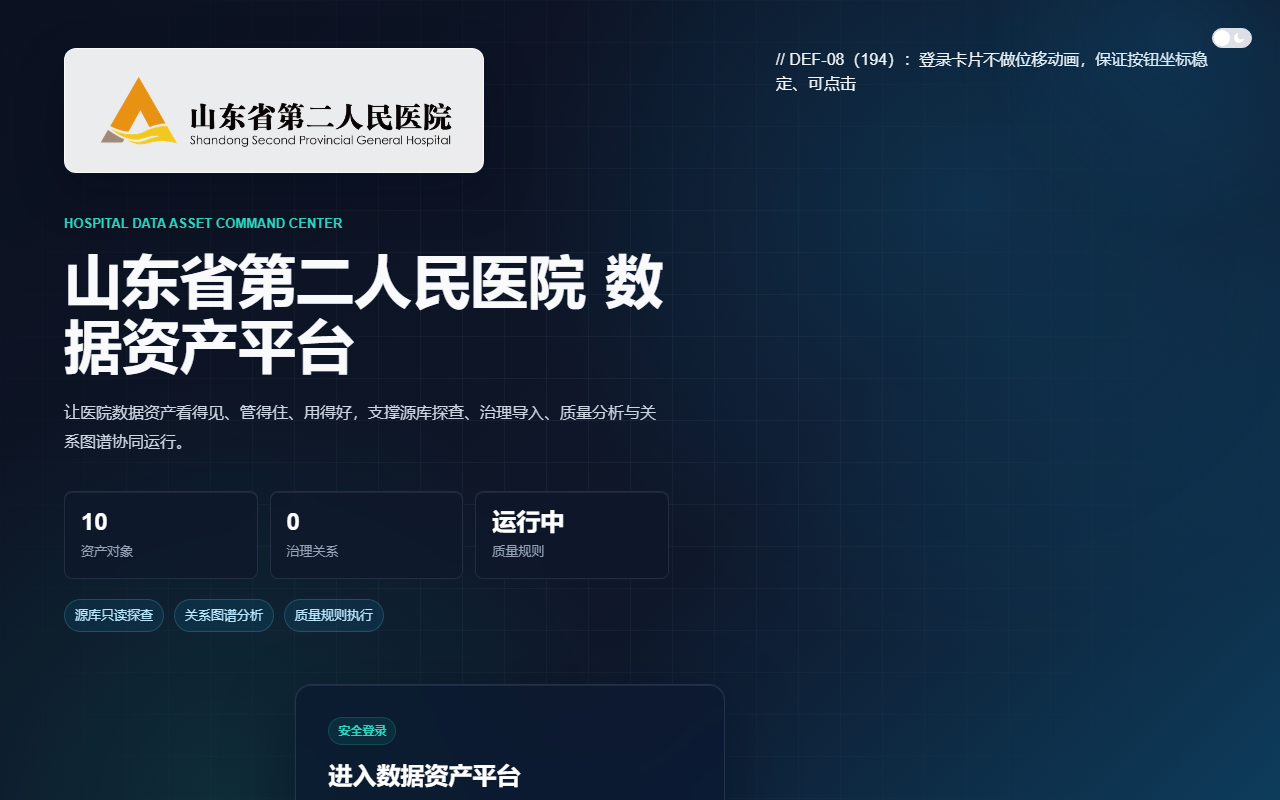 山东省第二人民医院
Shandong Second Provincial General Hospital
// DEF-08（194）：登录卡片不做位移动画，保证按钮坐标稳
定、可点击
HOSPITAL DATA ASSET COMMAND CENTER
山东省第二人民医院 数
据资产平台
让医院数据资产看得见、管得住、用得好，支撑源库探查、治理导入、质量分析与关
系图谱协同运行。
10
资产对象
0
治理关系
运行中
质量规则
源库只读探查
关系图谱分析
质量规则执行
安全登录
进入数据资产平台